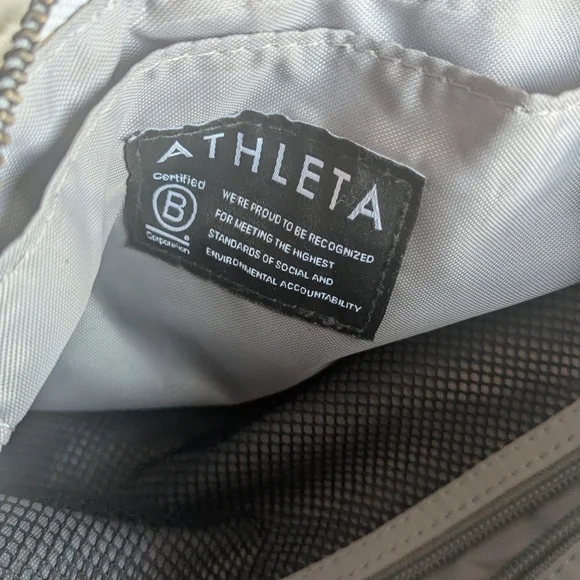 ATHLETA
Certified
B
Corporation
WE'RE PROUD TO BE RECOGNIZED
FOR MEETING THE HIGHEST
STANDARDS OF SOCIAL AND
ENVIRONMENTAL ACCOUNTABILITY